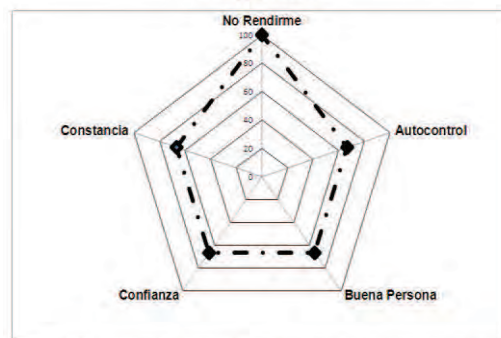 No Rendirme
100
80
60
40
20
0
Constancia
Autocontrol
Confianza
Buena Persona